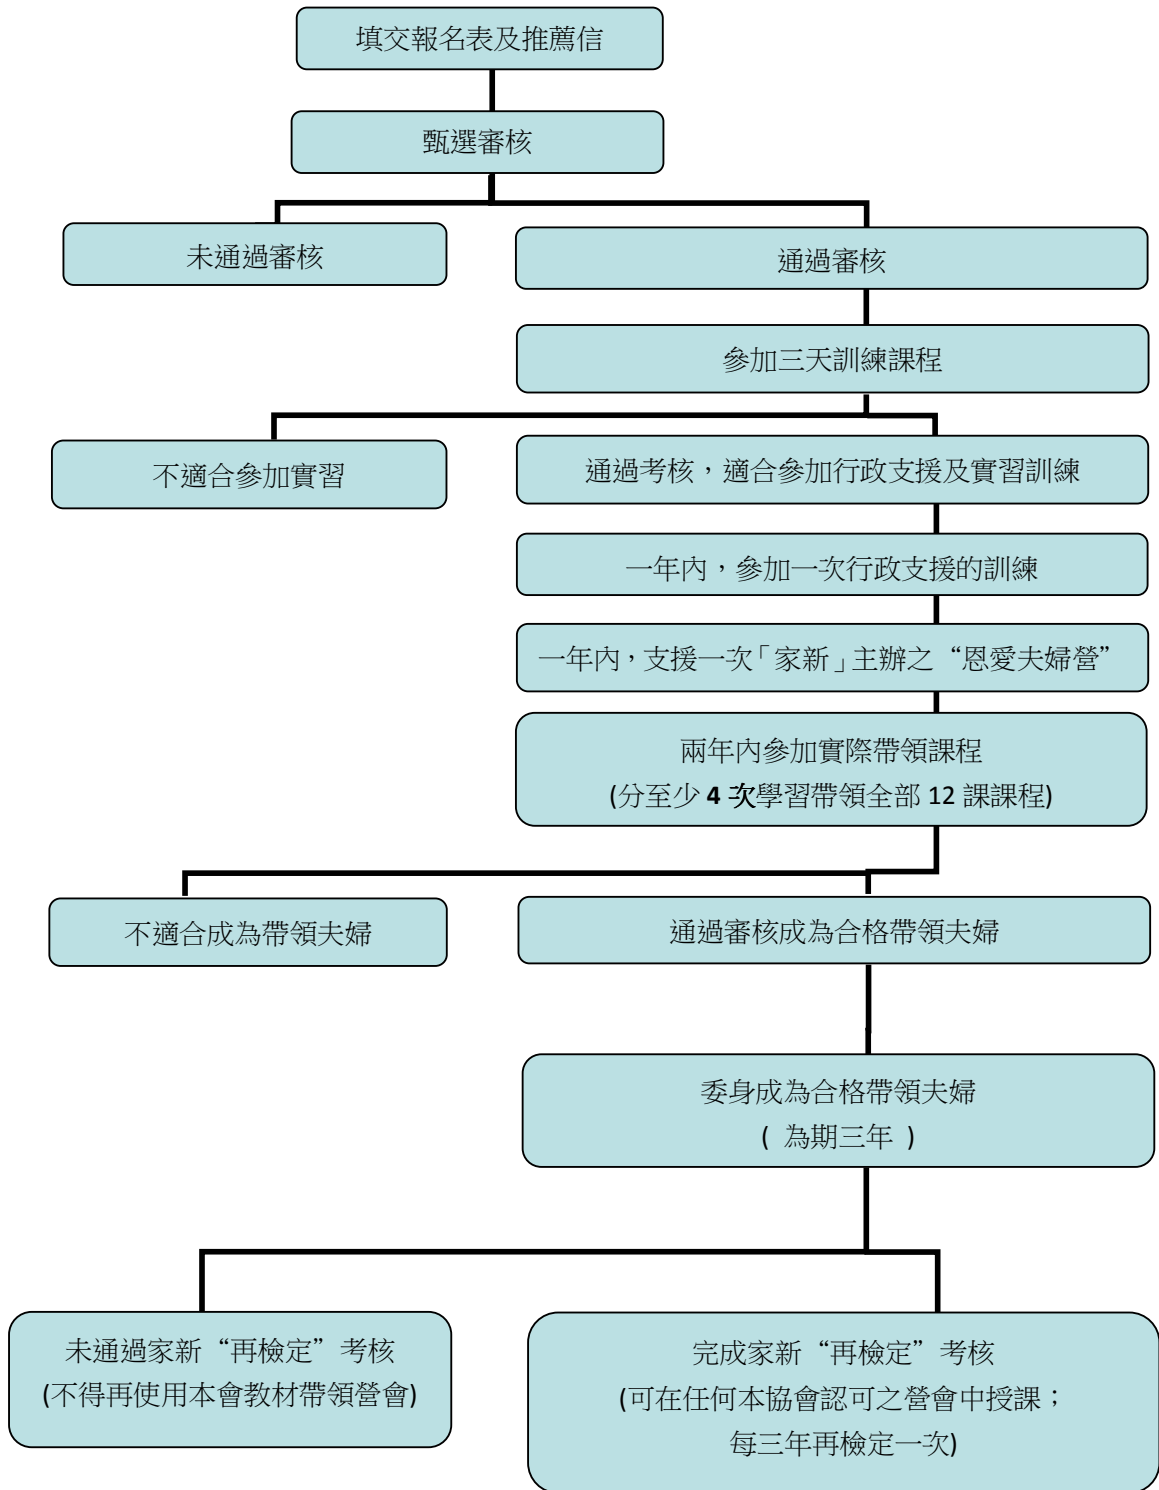 填交報名表及推薦信
甄選審核
未通過審核
通過審核
參加三天訓練課程
不適合參加實習
通過考核，適合參加行政支援及實習訓練
一年內，參加一次行政支援的訓練
一年內，支援一次「家新」主辦之“恩愛夫婦營”
兩年內參加實際帶領課程
(分至少 4 次學習帶領全部 12 課課程)
不適合成為帶領夫婦
通過審核成為合格帶領夫婦
委身成為合格帶領夫婦
( 為期三年 )
未通過家新“再檢定”考核
(不得再使用本會教材帶領營會)
完成家新“再檢定”考核
(可在任何本協會認可之營會中授課；
每三年再檢定一次)